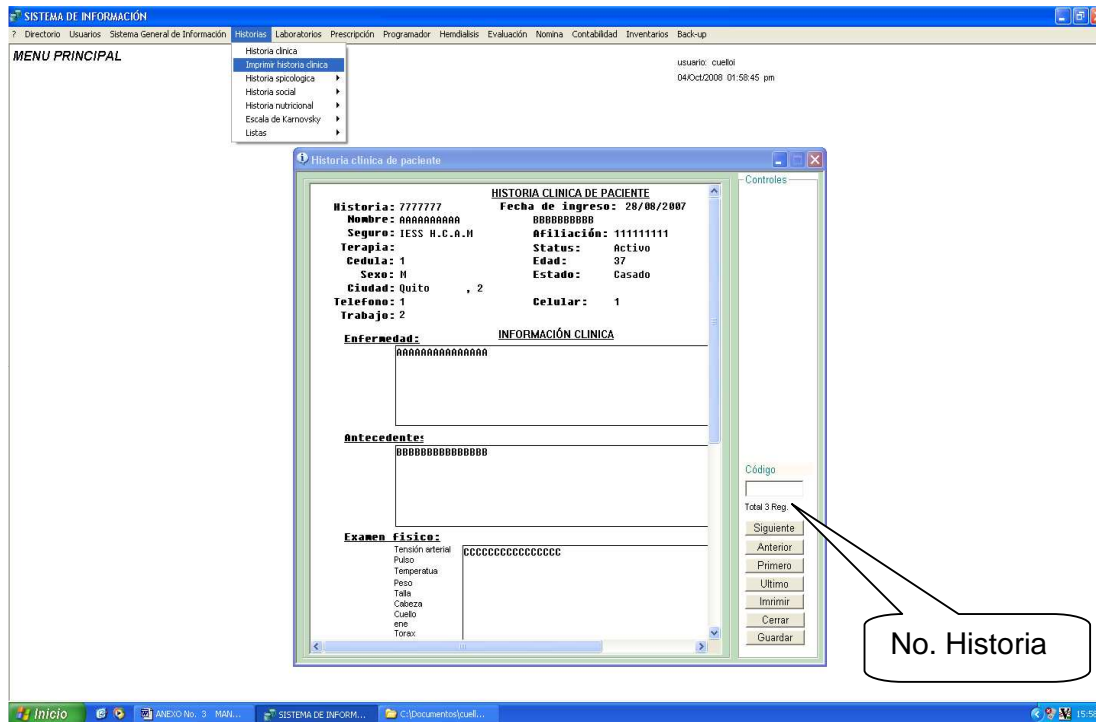 SISTEMA DE INFORMACIÓN
? Directorio Usuarios Sistema General de Información Historias Laboratorios Prescripción Programador Hemdialisis Evaluación Nomina Contabilidad Inventarios Back-up
MENU PRINCIPAL
usuario: cuelloi
04/Oct/2008 01:58:45 pm
Historia clinica
Imprimir historia clinica
Historia spicologica
Historia social
Historia nutricional
Escala de Karnovsky
Listas
Historia clinica de paciente
HISTORIA CLINICA DE PACIENTE
Historia: 7777777 Fecha de ingreso: 28/08/2007
Nombre: AAAAAAAAAA BBBBBBBBBB
Seguro: IESS H.C.A.M Afiliación: 111111111
Terapia: Status: Activo
Cedula: 1 Edad: 37
Sexo: M Estado: Casado
Ciudad: Quito , 2
Telefono: 1 Celular: 1
Trabajo: 2
INFORMACIÓN CLINICA
Enfermedad:
AAAAAAAAAAAAAAA
Antecedentes
BBBBBBBBBBBBBBB
Examen fisico:
Tensión arterial CCCCCCCCCCCCCCCC
Pulso
Temperatua
Peso
Talla
Cabeza
Cuello
ene
Torax
Controles
Código
Total 3 Reg.
Siguiente
Anterior
Primero
Ultimo
Imrimir
Cerrar
Guardar
No. Historia
Inicio ANEXO No. 3 MAN... SISTEMA DE INFORM... C:\Documentos\cuell...